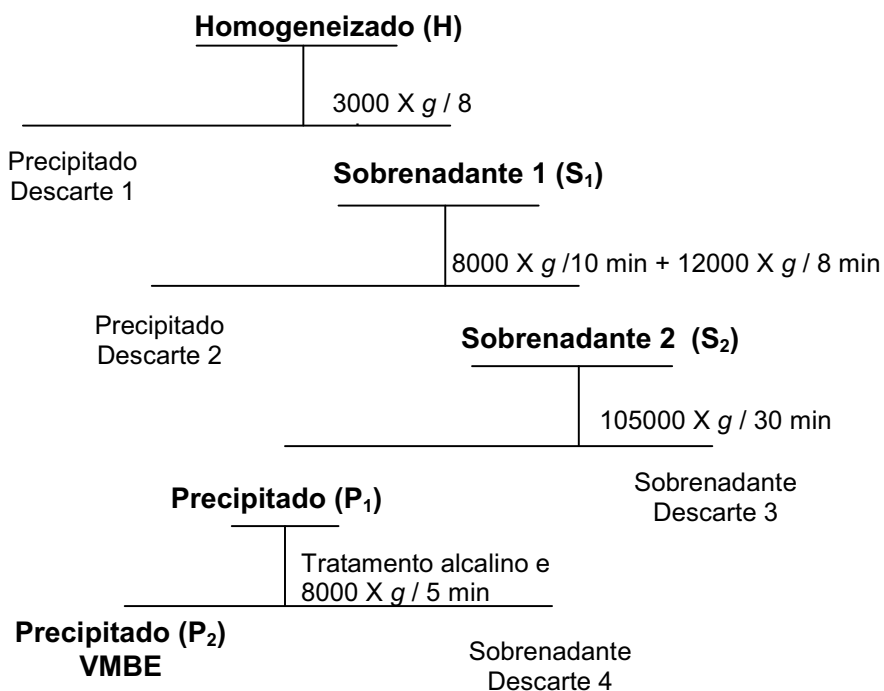 Homogeneizado (H)
3000 X g / 8
Precipitado
Descarte 1
Sobrenadante 1 (S₁)
8000 X g /10 min + 12000 X g / 8 min
Precipitado
Descarte 2
Sobrenadante 2 (S₂)
105000 X g / 30 min
Sobrenadante
Descarte 3
Precipitado (P₁)
Tratamento alcalino e
8000 X g / 5 min
Precipitado (P₂)
VMBE
Sobrenadante
Descarte 4